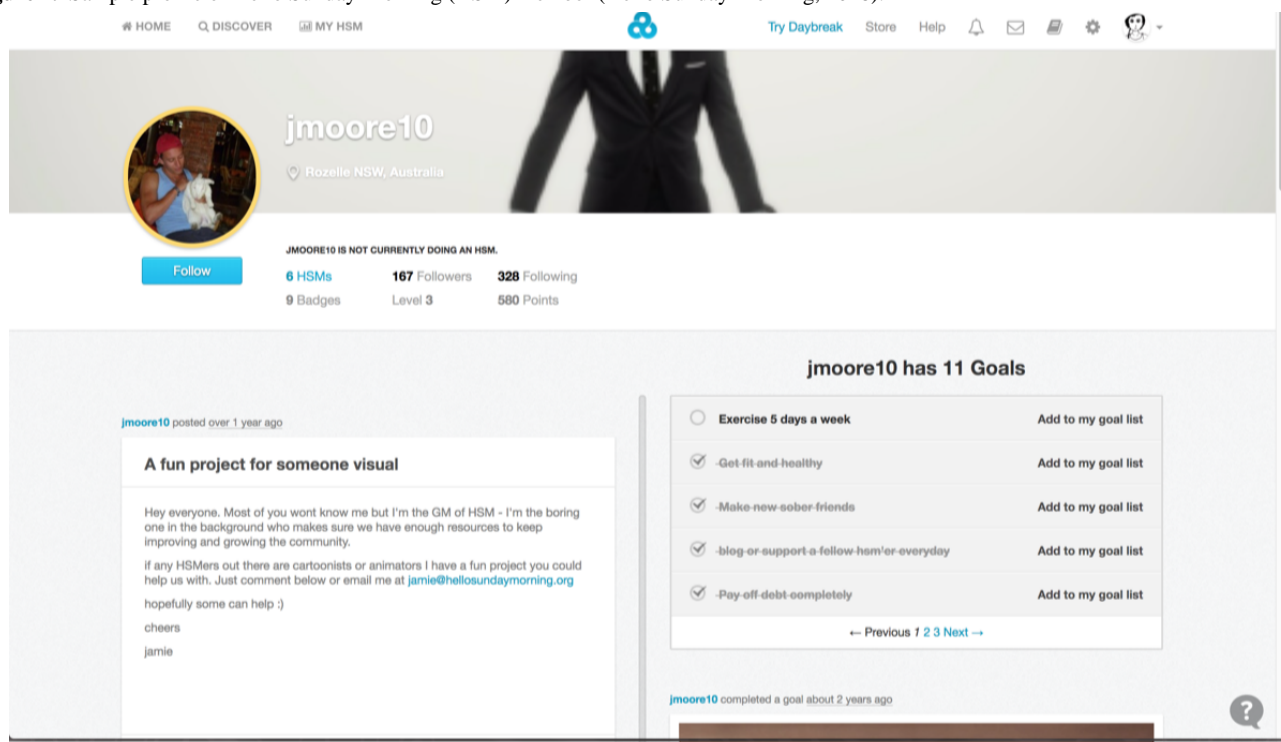 HOME DISCOVER MY HSM Try Daybreak Store Help
jmoore10
Rozelle NSW, Australia
JMOORE10 IS NOT CURRENTLY DOING AN HSM.
Follow
6 HSMs 167 Followers 328 Following
9 Badges Level 3 580 Points
jmoore10 has 11 Goals
jmoore10 posted over 1 year ago
A fun project for someone visual
Hey everyone. Most of you wont know me but I'm the GM of HSM - I'm the boring
one in the background who makes sure we have enough resources to keep
improving and growing the community.
if any HSMers out there are cartoonists or animators I have a fun project you could
help us with. Just comment below or email me at jamie@hellosundaymorning.org
hopefully some can help :)
cheers
jamie
Exercise 5 days a week Add to my goal list
Get fit and healthy Add to my goal list
Make new sober friends Add to my goal list
blog or support a fellow hsm'er everyday Add to my goal list
Pay off debt completely Add to my goal list
← Previous 1 2 3 Next →
jmoore10 completed a goal about 2 years ago
?